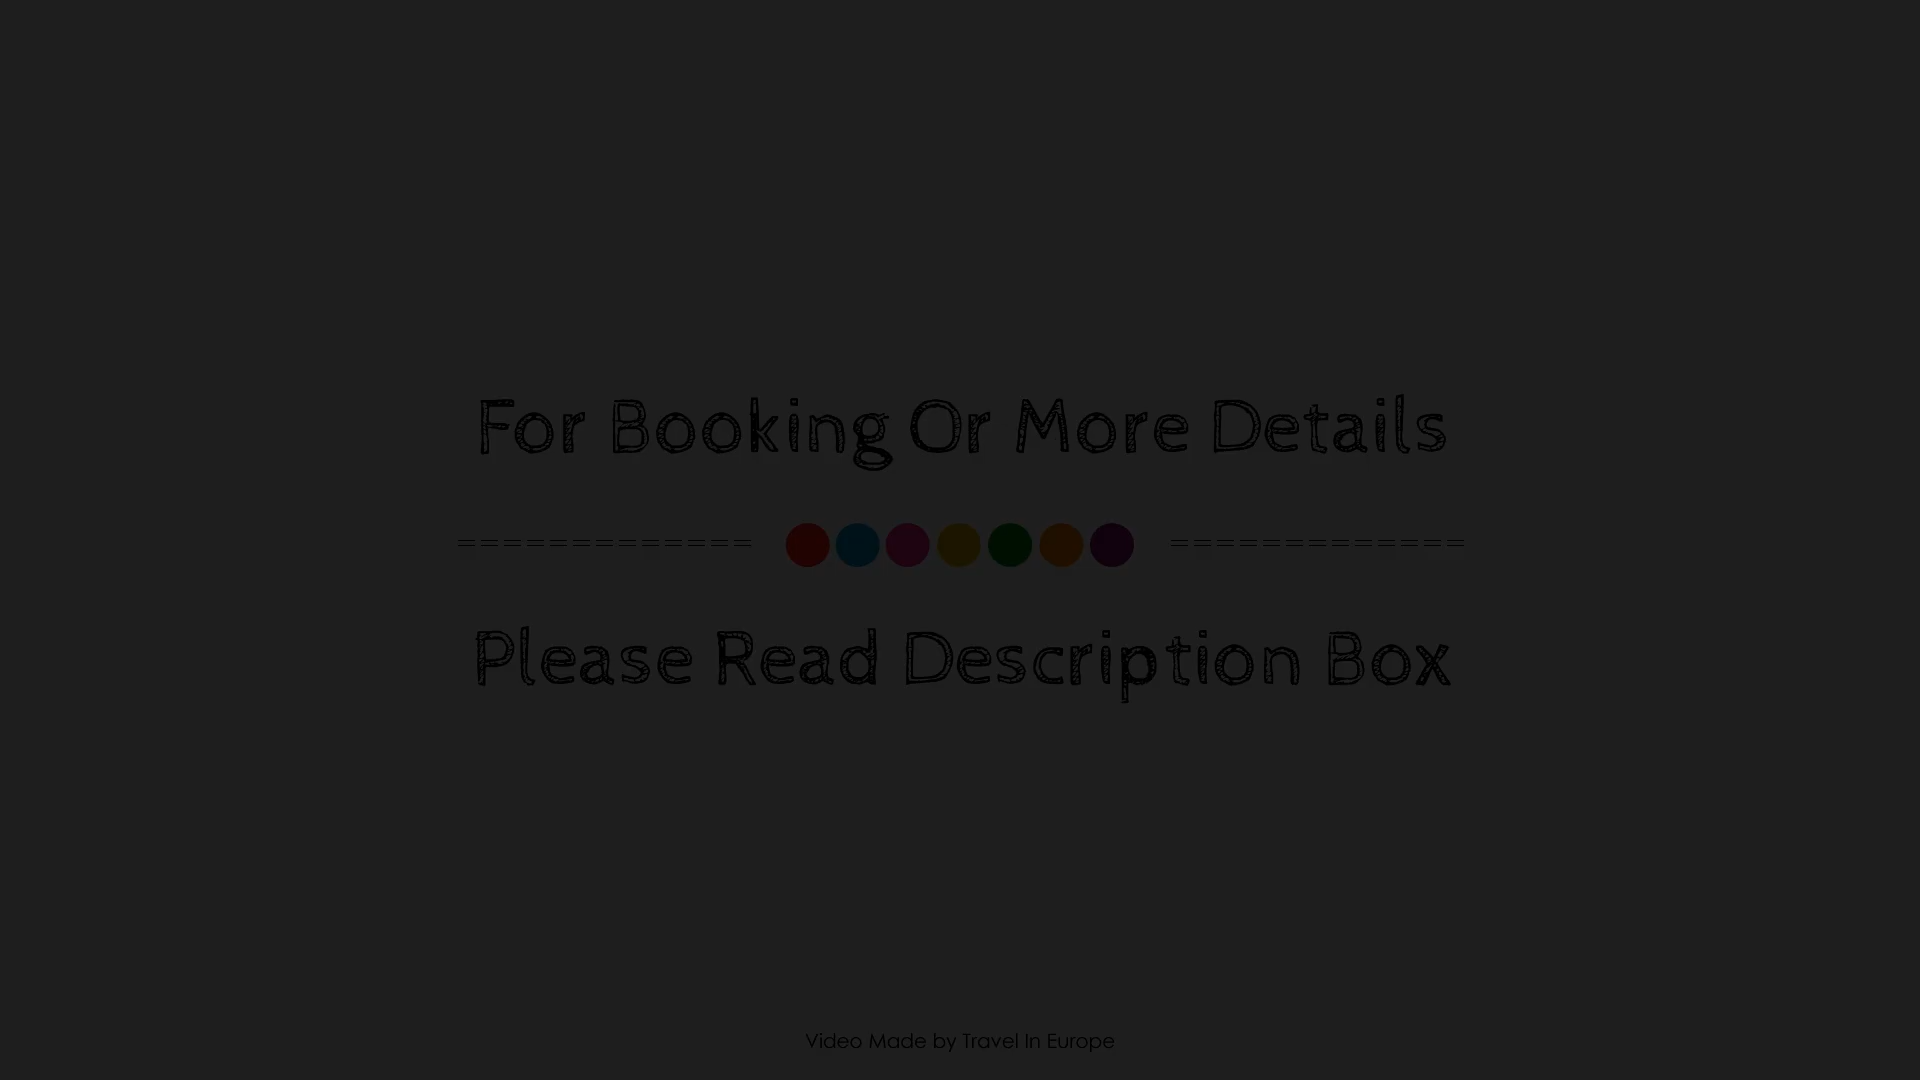 For Booking Or More Details
============= =============
Please Read Description Box
Video Made by Travel In Europe